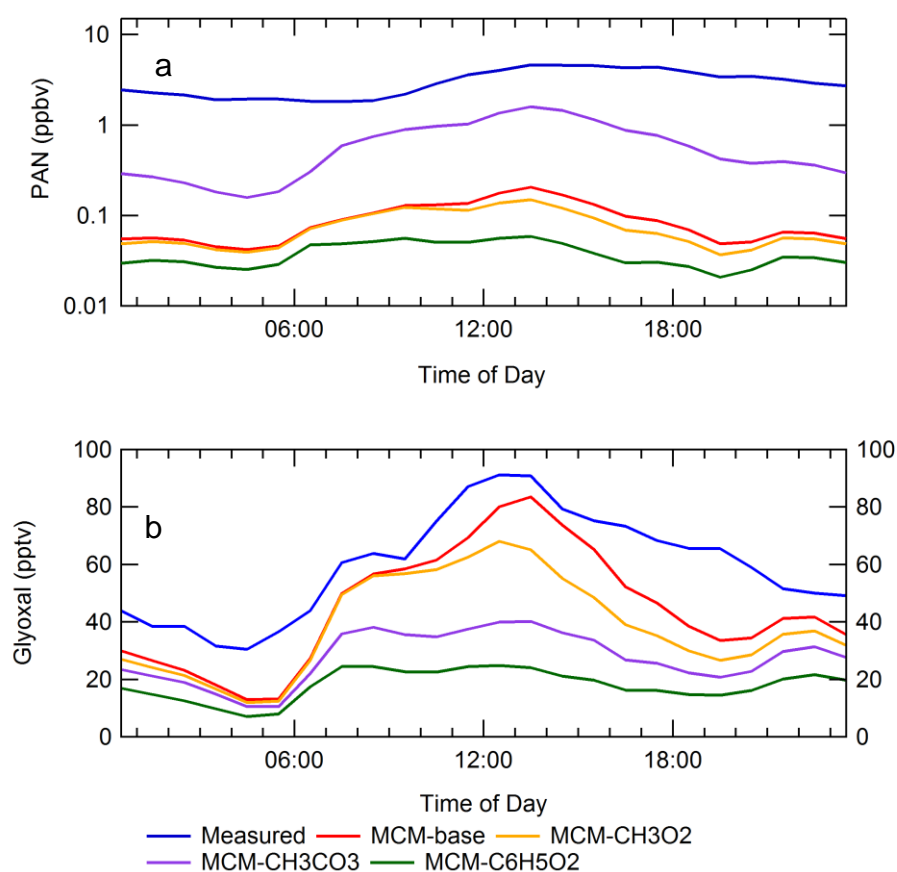 a
PAN (ppbv)
10
1
0.1
0.01
06:00 12:00 18:00
Time of Day
b
Glyoxal (pptv)
100 100
80 80
60 60
40 40
20 20
0 0
06:00 12:00 18:00
Time of Day
Measured MCM-base MCM-CH3O2
MCM-CH3CO3 MCM-C6H5O2